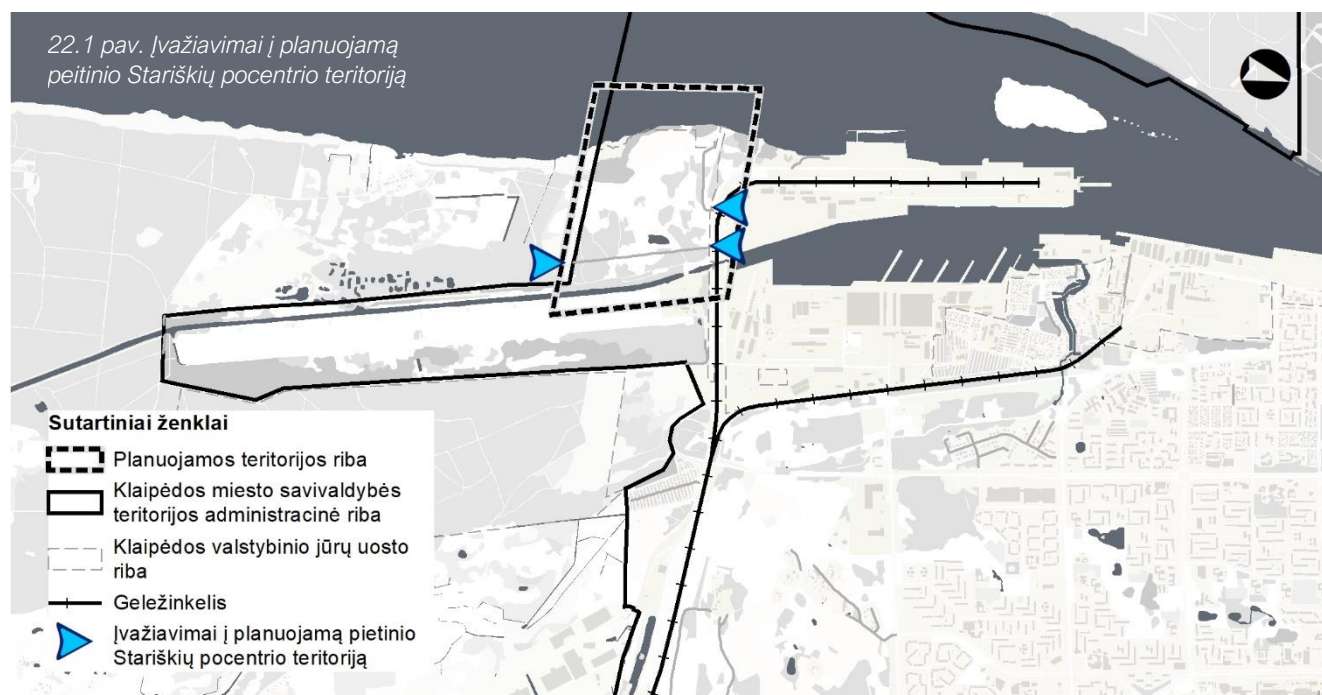 22.1 pav. Įvažiavimai į planuojamą
peitinio Stariškių pocentrio teritoriją
Sutartiniai ženklai
Planuojamos teritorijos riba
Klaipėdos miesto savivaldybės
teritorijos administracinė riba
Klaipėdos valstybinio jūrų uosto
riba
Geležinkelis
Įvažiavimai į planuojamą pietinio
Stariškių pocentrio teritoriją